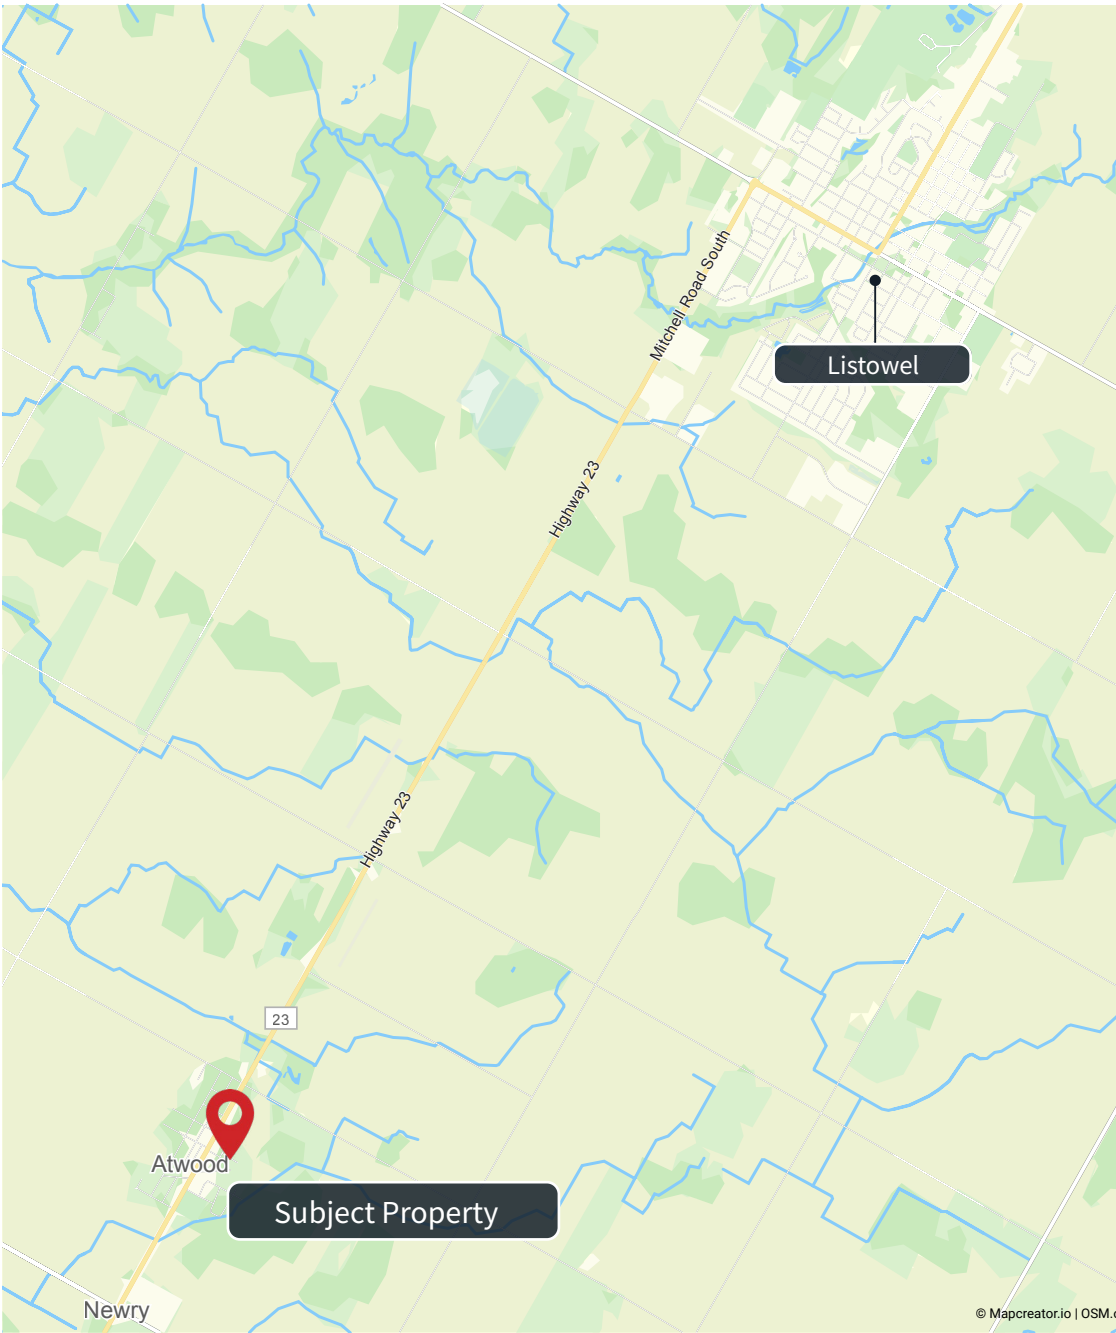 Mitchell Road South
Listowel
Highway 23
Highway 23
23
Atwood
Subject Property
Newry
© Mapcreator.io | OSM.